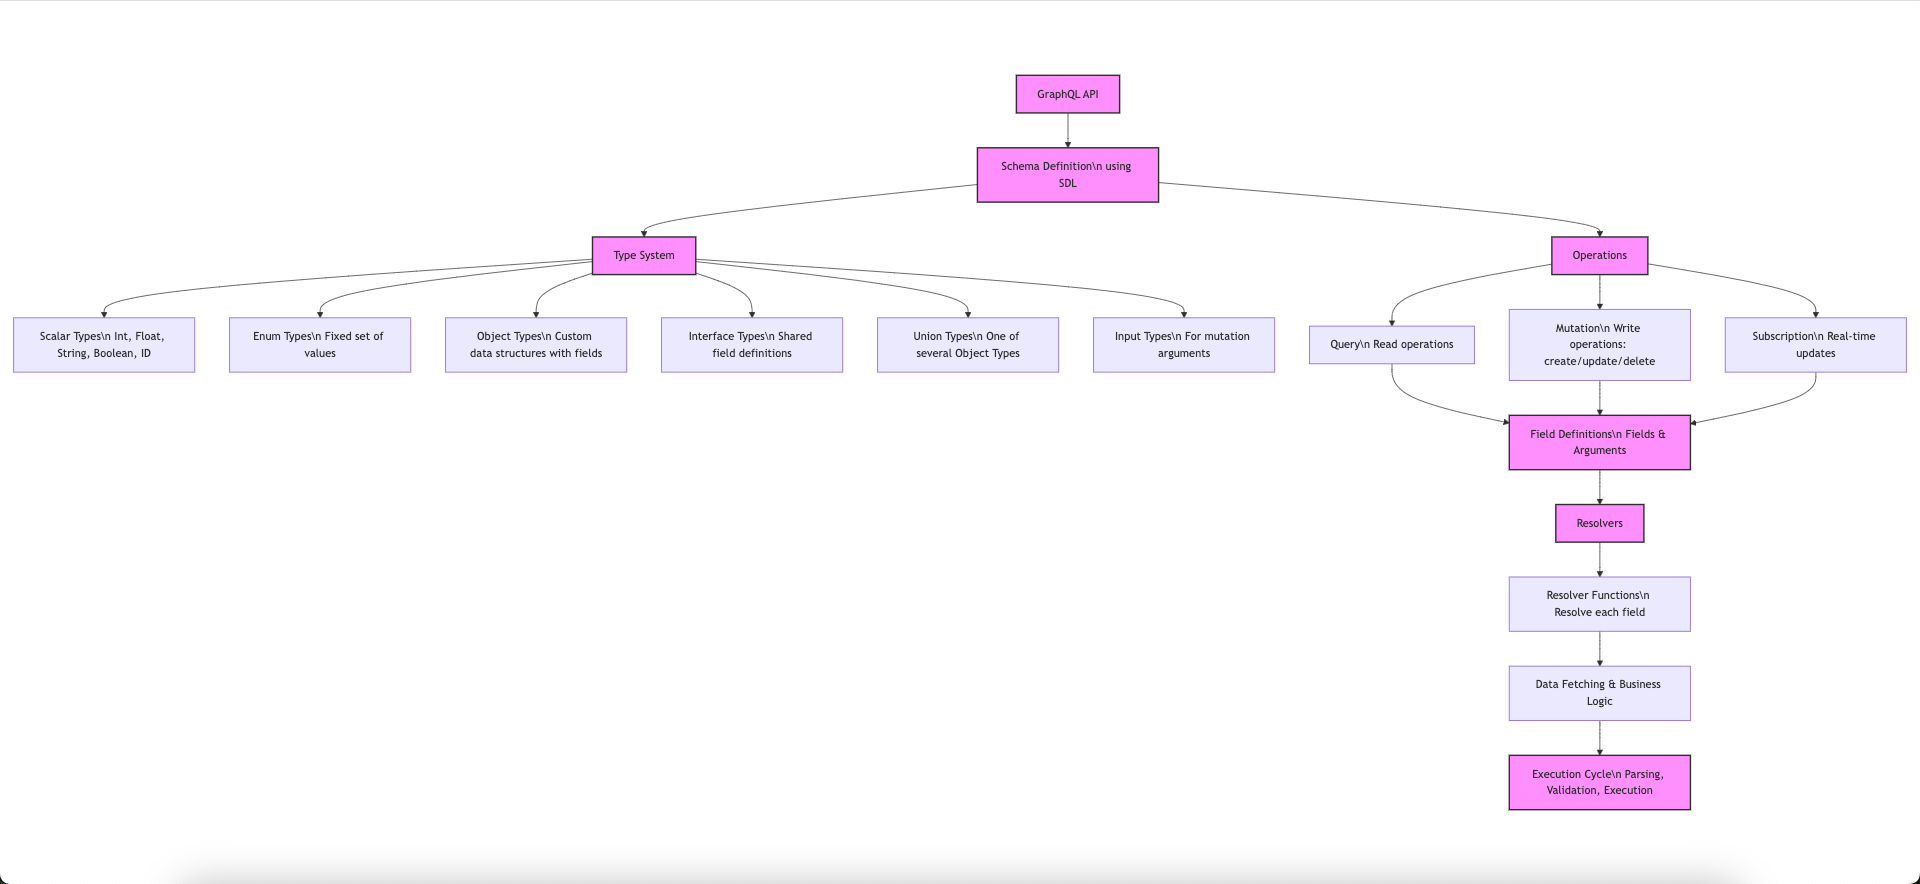 GraphQL API
Schema Definition\n using
SDL
Type System
Operations
Scalar Types\n Int, Float,
String, Boolean, ID
Enum Types\n Fixed set of
values
Object Types\n Custom
data structures with fields
Interface Types\n Shared
field definitions
Union Types\n One of
several Object Types
Input Types\n For mutation
arguments
Query\n Read operations
Mutation\n Write
operations:
create/update/delete
Subscription\n Real-time
updates
Field Definitions\n Fields &
Arguments
Resolvers
Resolver Functions\n
Resolve each field
Data Fetching & Business
Logic
Execution Cycle\n Parsing,
Validation, Execution